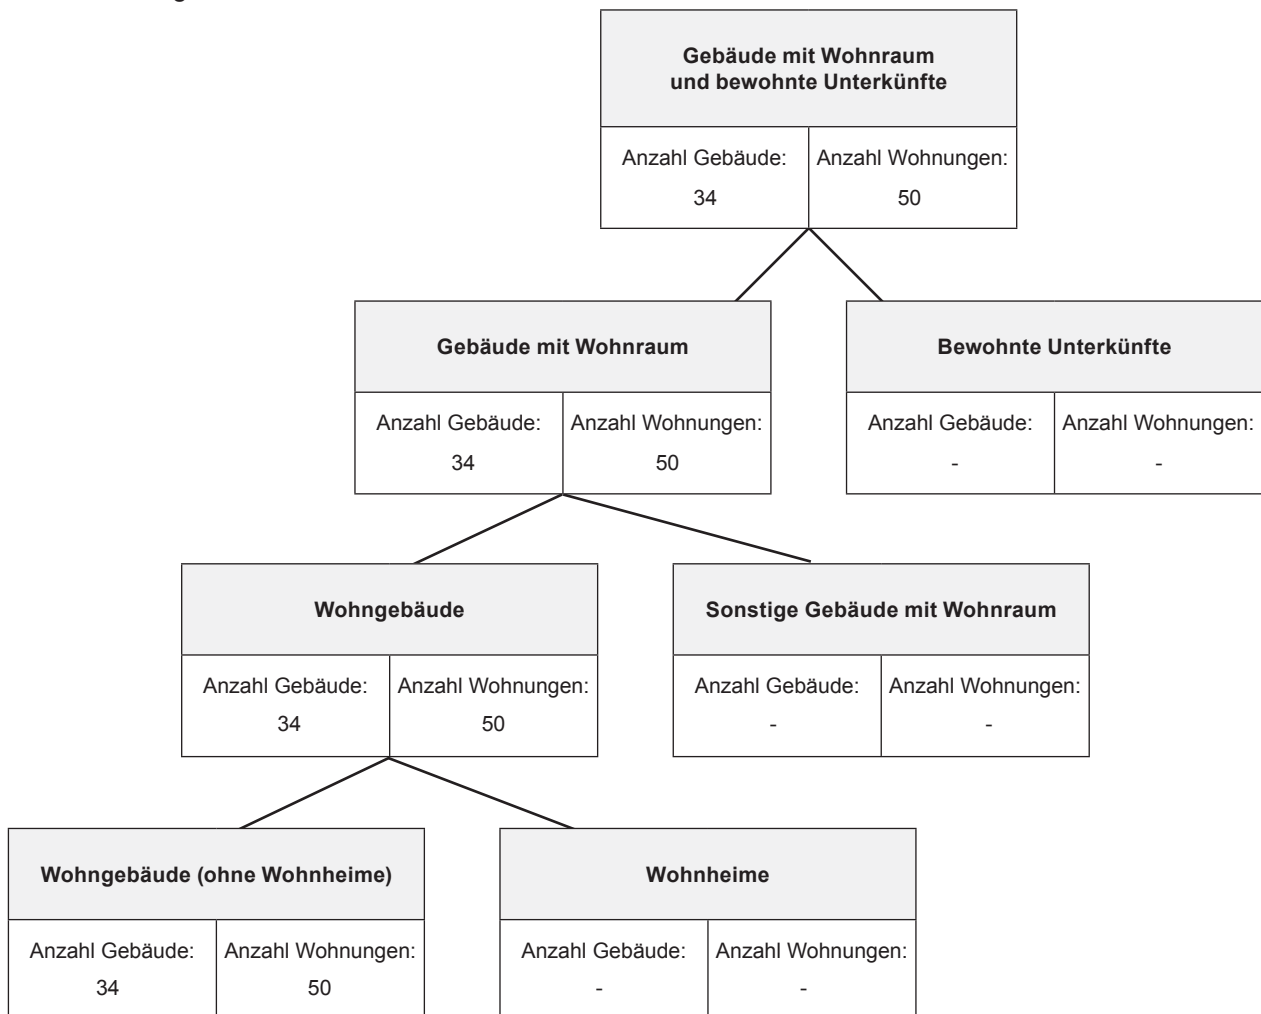 Gebäude mit Wohnraum
und bewohnte Unterkünfte
Anzahl Gebäude: Anzahl Wohnungen:
34 50
Gebäude mit Wohnraum Bewohnte Unterkünfte
Anzahl Gebäude: Anzahl Wohnungen: Anzahl Gebäude: Anzahl Wohnungen:
34 50 - -
Wohngebäude Sonstige Gebäude mit Wohnraum
Anzahl Gebäude: Anzahl Wohnungen: Anzahl Gebäude: Anzahl Wohnungen:
34 50 - -
Wohngebäude (ohne Wohnheime) Wohnheime
Anzahl Gebäude: Anzahl Wohnungen: Anzahl Gebäude: Anzahl Wohnungen:
34 50 - -